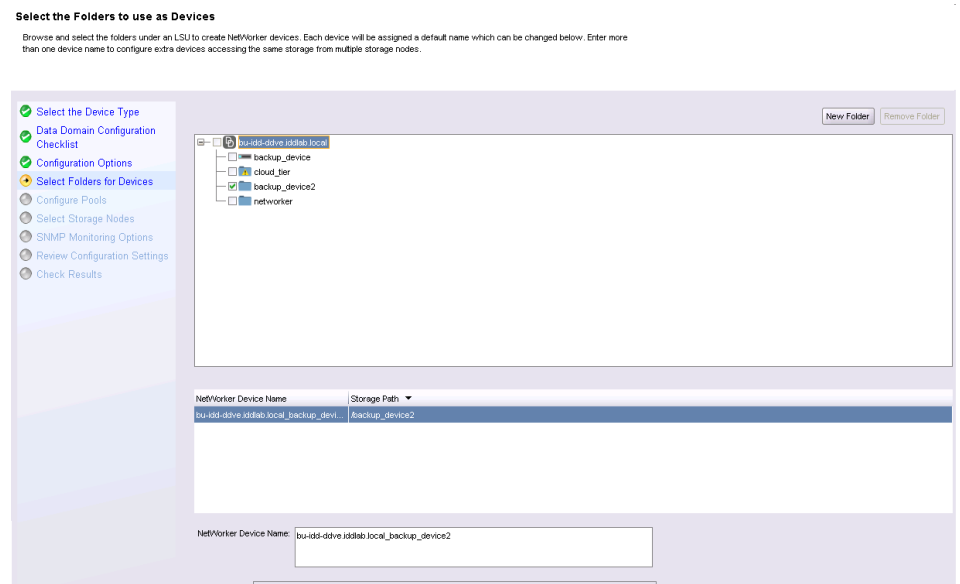 Select the Folders to use as Devices
Browse and select the folders under an LSU to create NetWorker devices. Each device will be assigned a default name which can be changed below. Enter more
than one device name to configure extra devices accessing the same storage from multiple storage nodes.
Select the Device Type
Data Domain Configuration
Checklist
Configuration Options
Select Folders for Devices
Configure Pools
Select Storage Nodes
SNMP Monitoring Options
Review Configuration Settings
Check Results
New Folder
Remove Folder
bu-idd-ddve.iddlab.local
backup_device
cloud_tier
backup_device2
networker
NetWorker Device Name
Storage Path
bu-idd-ddve.iddlab.local_backup_devi...
/backup_device2
NetWorker Device Name:
bu-idd-ddve.iddlab.local_backup_device2